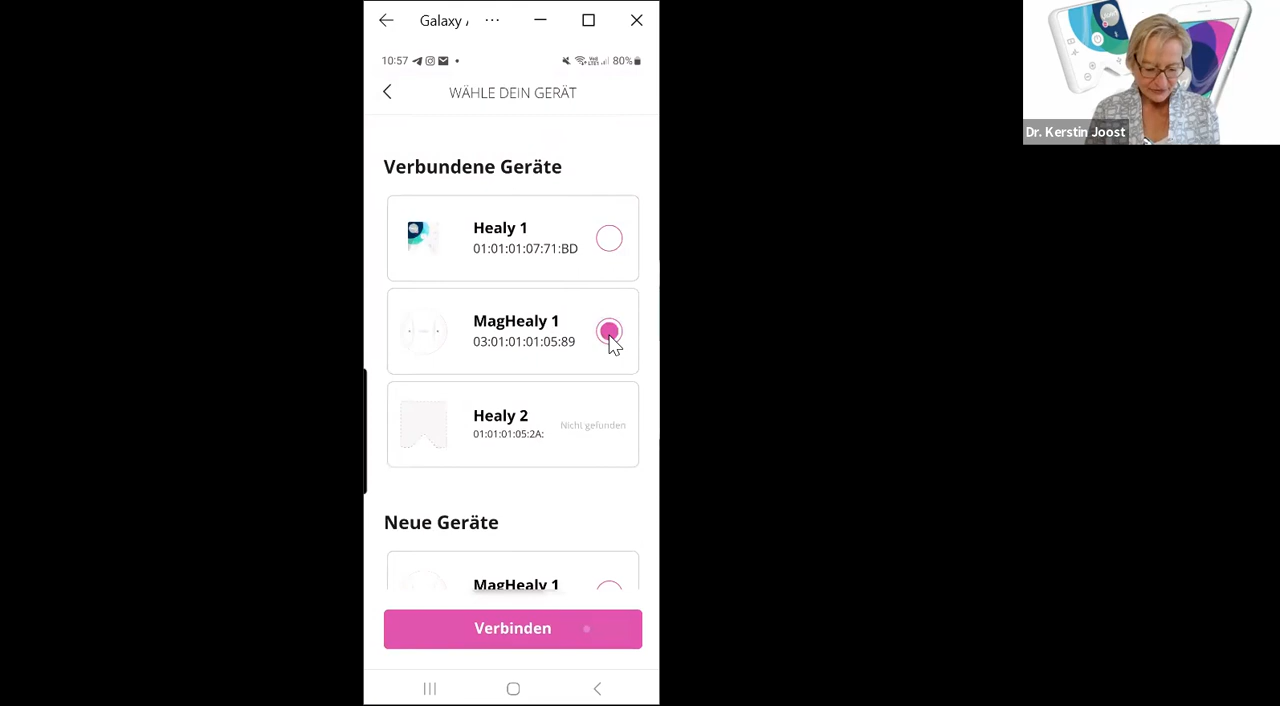 Galaxy A
10:57
80%
WÄHLE DEIN GERÄT
Dr. Kerstin Joost
Verbundene Geräte
Healy 1
01:01:01:07:71:BD
MagHealy 1
03:01:01:01:05:89
Healy 2
01:01:01:05:2A:
Nicht gefunden
Neue Geräte
MagHealy 1
Verbinden